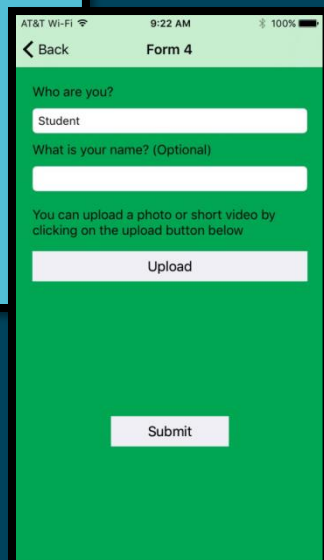 AT&T Wi-Fi 9:22 AM 100%
Back Form 4
Who are you?
Student
What is your name? (Optional)
You can upload a photo or short video by
clicking on the upload button below
Upload
Submit